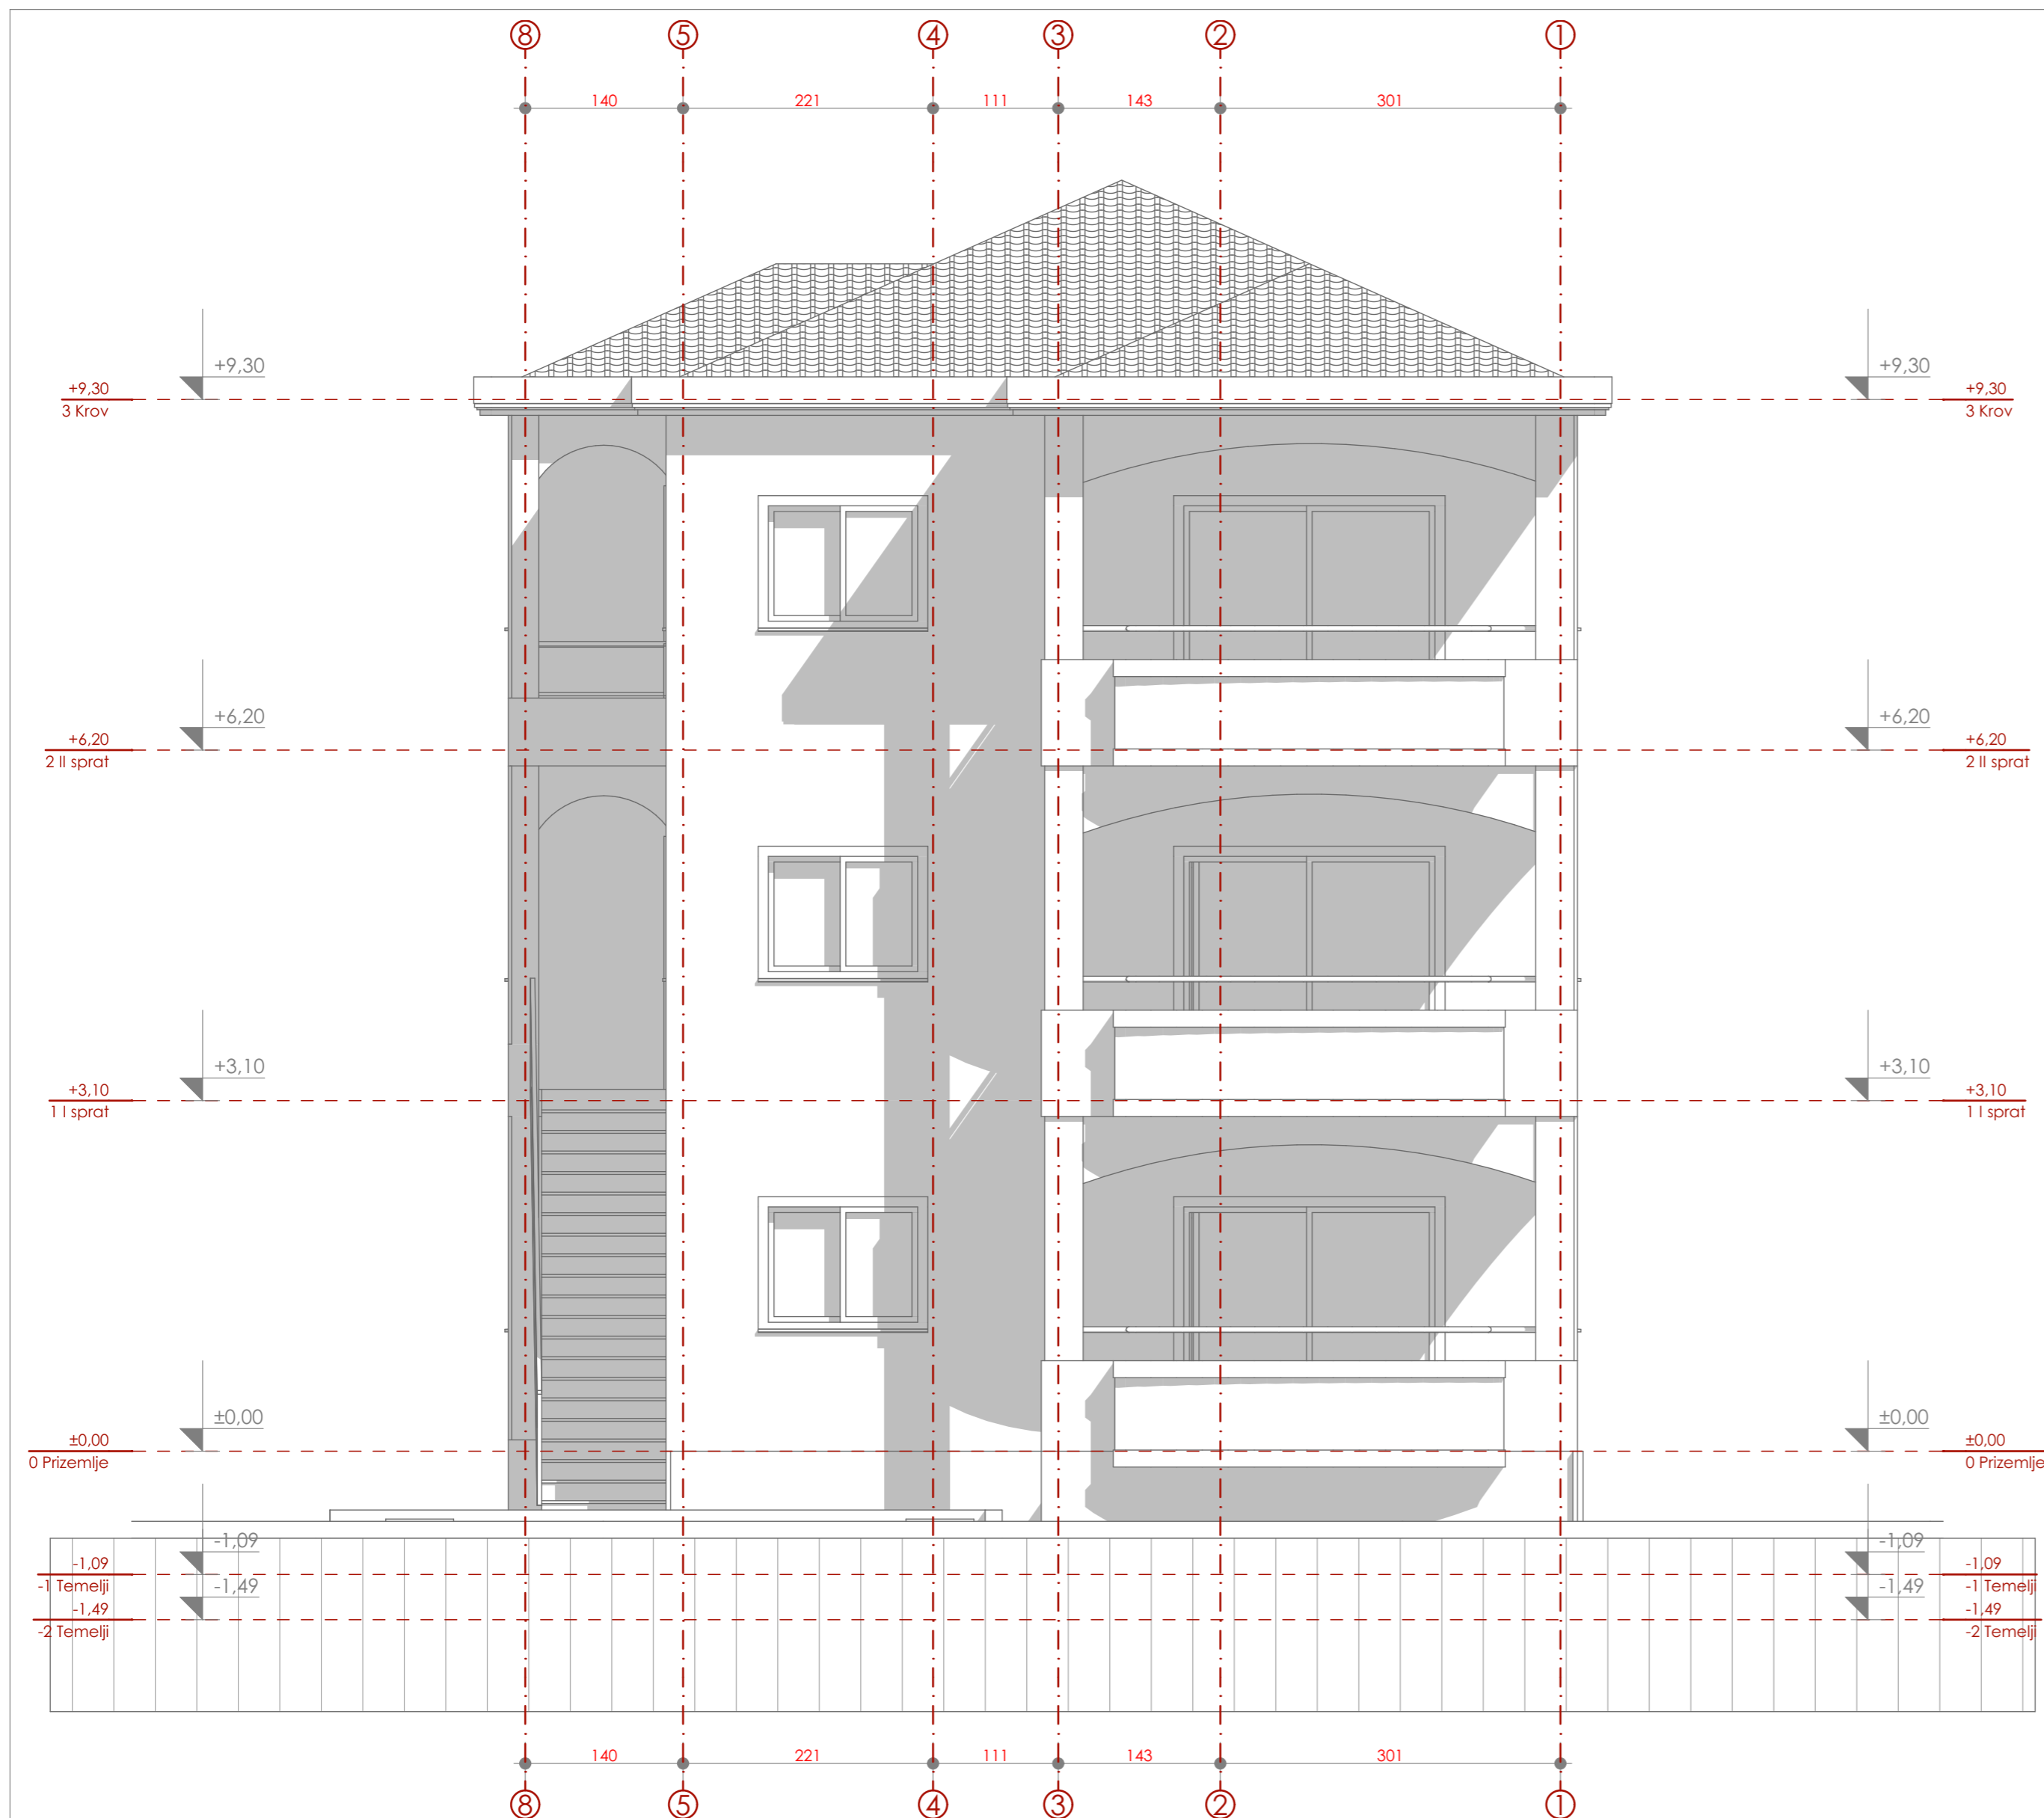 8 5 4 3 2 1
140 221 111 143 301
+9,30 +9,30
+9,30 +9,30
3 Krov 3 Krov
+6,20 +6,20
+6,20 +6,20
2 II sprat 2 II sprat
+3,10 +3,10
+3,10 +3,10
1 I sprat 1 I sprat
±0,00 ±0,00
±0,00 ±0,00
0 Prizemlje 0 Prizemlje
-1,09 -1,09
-1,09 -1,09
-1 Temelji -1 Temelji
-1,49 -1,49
-1,49 -1,49
-2 Temelji -2 Temelji
140 221 111 143 301
8 5 4 3 2 1